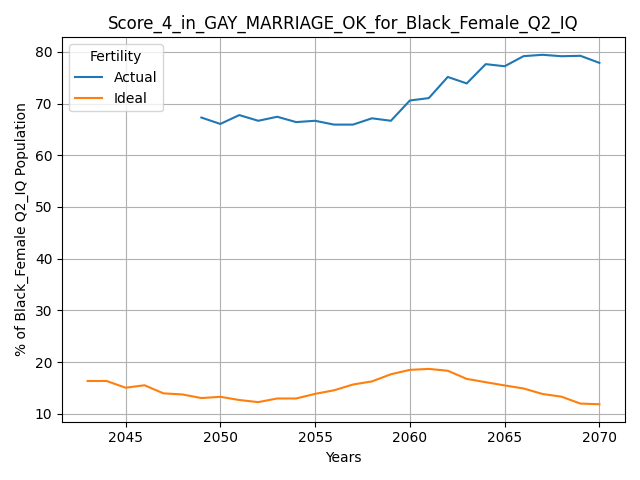 Score_4_in_GAY_MARRIAGE_OK_for_Black_Female_Q2_IQ
Fertility
Actual
Ideal
% of Black_Female Q2_IQ Population
80
70
60
50
40
30
20
10
2045 2050 2055 2060 2065 2070
Years